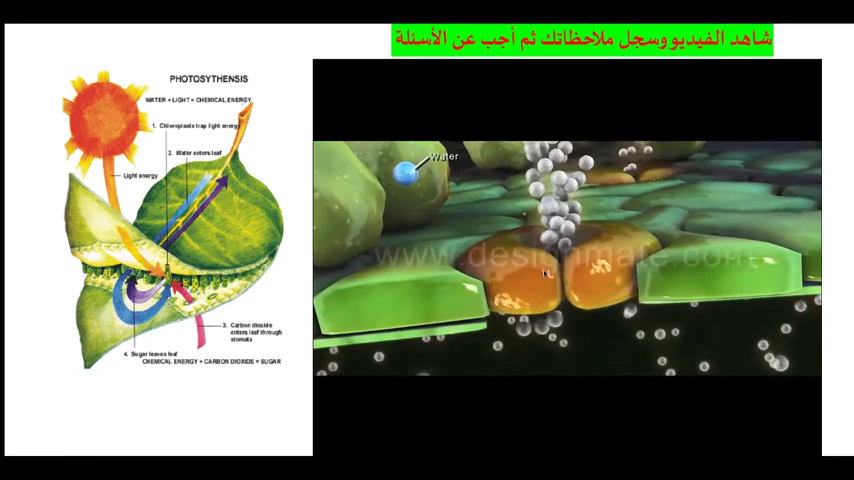 شاهد الفيديو وسجل ملاحظاتك ثم أجب عن الأسئلة
PHOTOSYTHENSIS
WATER + LIGHT = CHEMICAL ENERGY
1. Chloroplasts trap light energy
2. Water enters leaf
Light energy
3. Carbon dioxide
enters leaf through
stomata
4. Sugar leaves leaf
CHEMICAL ENERGY + CARBON DIOXIDE = SUGAR
Water
www.designmate.com